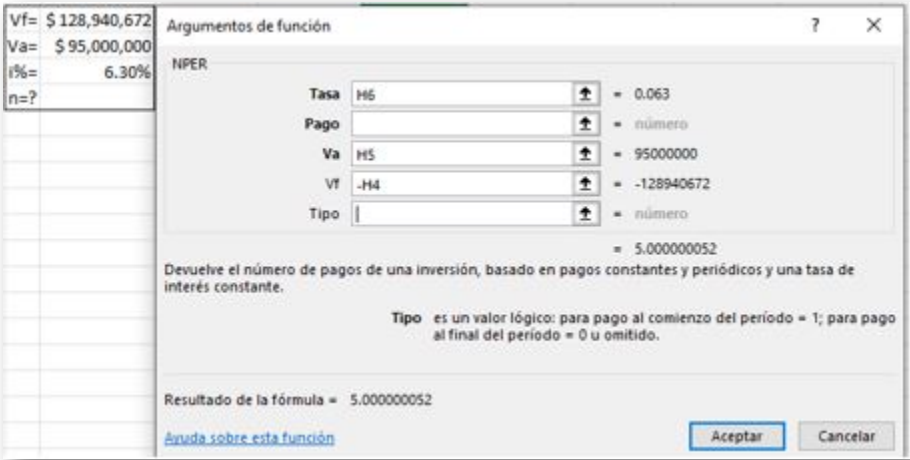 Vf= $ 128,940,672
Va= $ 95,000,000
i%= 6.30%
n=?
Argumentos de función ? ×
NPER
Tasa H6 = 0.063
Pago = número
Va H5 = 95000000
Vf -H4 = -128940672
Tipo = número
= 5.000000052
Devuelve el número de pagos de una inversión, basado en pagos constantes y periódicos y una tasa de
interés constante.
Tipo es un valor lógico: para pago al comienzo del período = 1; para pago
al final del período = 0 u omitido.
Resultado de la fórmula = 5.000000052
Ayuda sobre esta función
Aceptar Cancelar